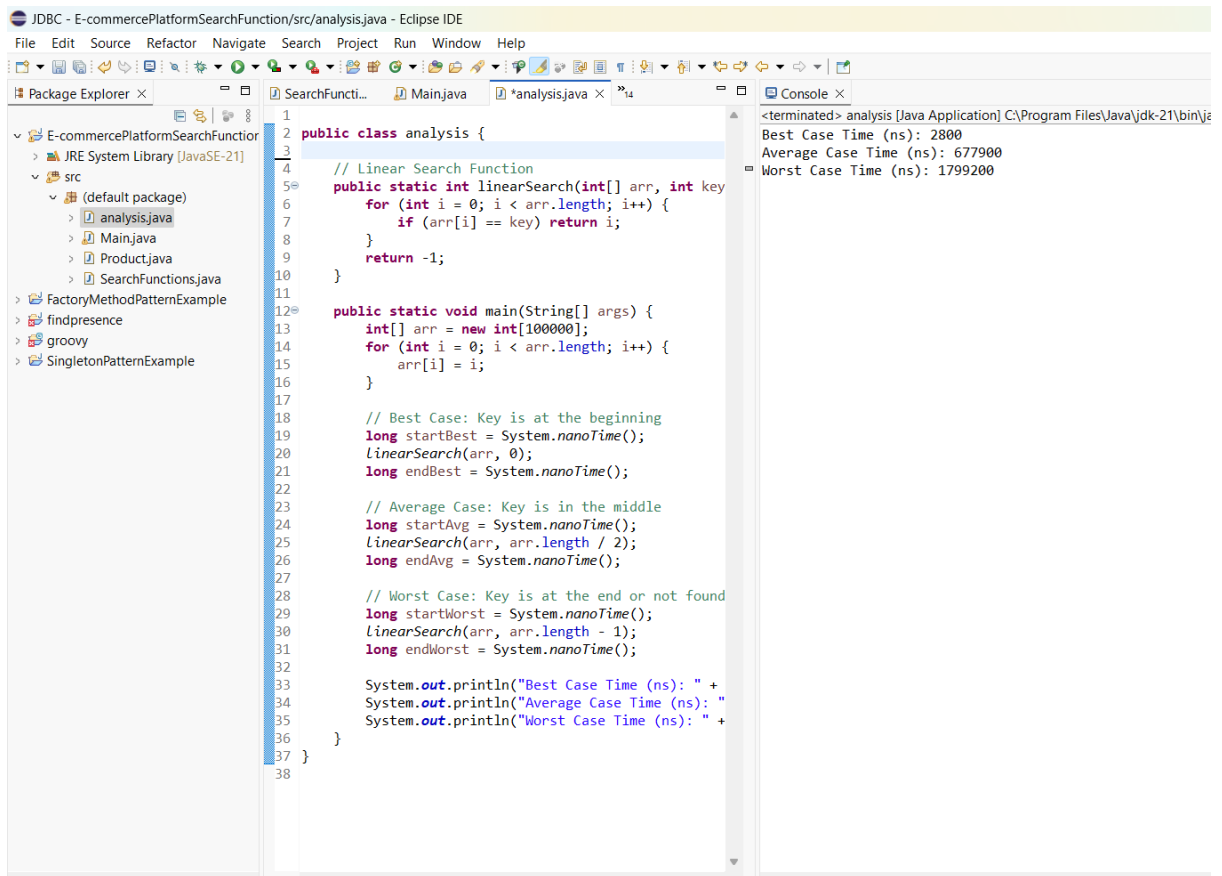 JDBC - E-commercePlatformSearchFunction/src/analysis.java - Eclipse IDE
File Edit Source Refactor Navigate Search Project Run Window Help
Package Explorer
E-commercePlatformSearchFunction
JRE System Library [JavaSE-21]
src
(default package)
analysis.java
Main.java
Product.java
SearchFunctions.java
FactoryMethodPatternExample
findpresence
groovy
SingletonPatternExample
SearchFuncti... Main.java *analysis.java »14
1
2 public class analysis {
3
4 // Linear Search Function
5 public static int linearSearch(int[] arr, int key
6 for (int i = 0; i < arr.length; i++) {
7 if (arr[i] == key) return i;
8 }
9 return -1;
10 }
11
12 public static void main(String[] args) {
13 int[] arr = new int[100000];
14 for (int i = 0; i < arr.length; i++) {
15 arr[i] = i;
16 }
17
18 // Best Case: Key is at the beginning
19 long startBest = System.nanoTime();
20 linearSearch(arr, 0);
21 long endBest = System.nanoTime();
22
23 // Average Case: Key is in the middle
24 long startAvg = System.nanoTime();
25 linearSearch(arr, arr.length / 2);
26 long endAvg = System.nanoTime();
27
28 // Worst Case: Key is at the end or not found
29 long startWorst = System.nanoTime();
30 linearSearch(arr, arr.length - 1);
31 long endWorst = System.nanoTime();
32
33 System.out.println("Best Case Time (ns): " +
34 System.out.println("Average Case Time (ns): "
35 System.out.println("Worst Case Time (ns): " +
36 }
37 }
38
Console
<terminated> analysis [Java Application] C:\Program Files\Java\jdk-21\bin\ja
Best Case Time (ns): 2800
Average Case Time (ns): 677900
Worst Case Time (ns): 1799200